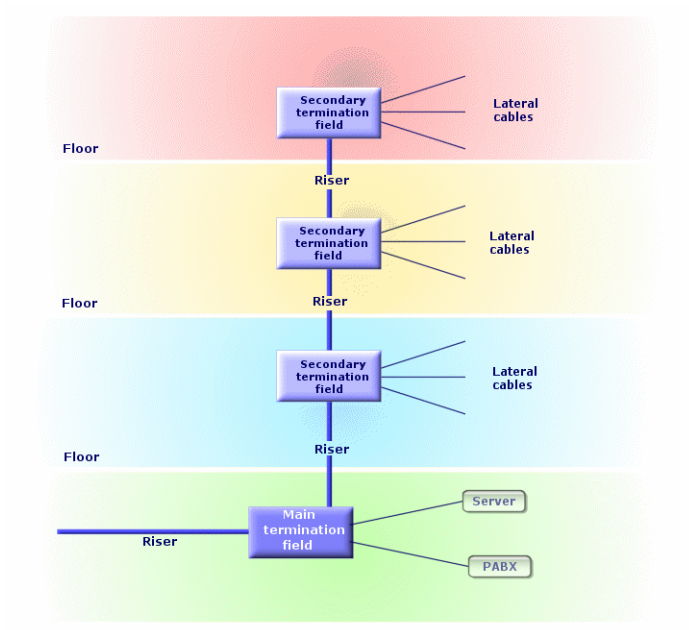 Secondary
termination
field
Lateral
cables
Floor
Riser
Secondary
termination
field
Lateral
cables
Floor
Riser
Secondary
termination
field
Lateral
cables
Riser
Floor
Main
termination
field
Server
Riser
PABX